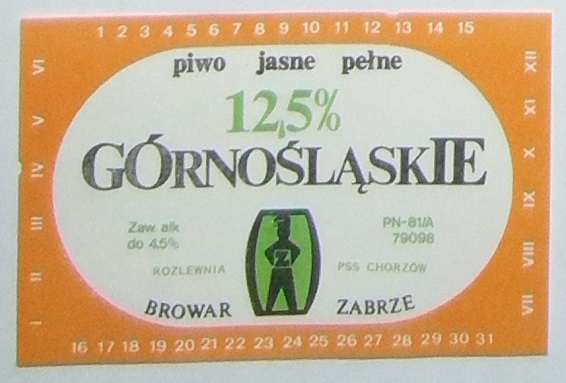 1 2 3 4 5 6 7 8 9 10 11 12 13 14 15
piwo jasne pełne
12,5%
GÓRNOŚLĄSKIE
Zaw. alk
do 4.5%
PN-81/A
79098
Z
ROZLEWNIA PSS CHORZÓW
BROWAR ZABRZE
I II III IV V VI
VII VIII IX X XI XII
16 17 18 19 20 21 22 23 24 25 26 27 28 29 30 31